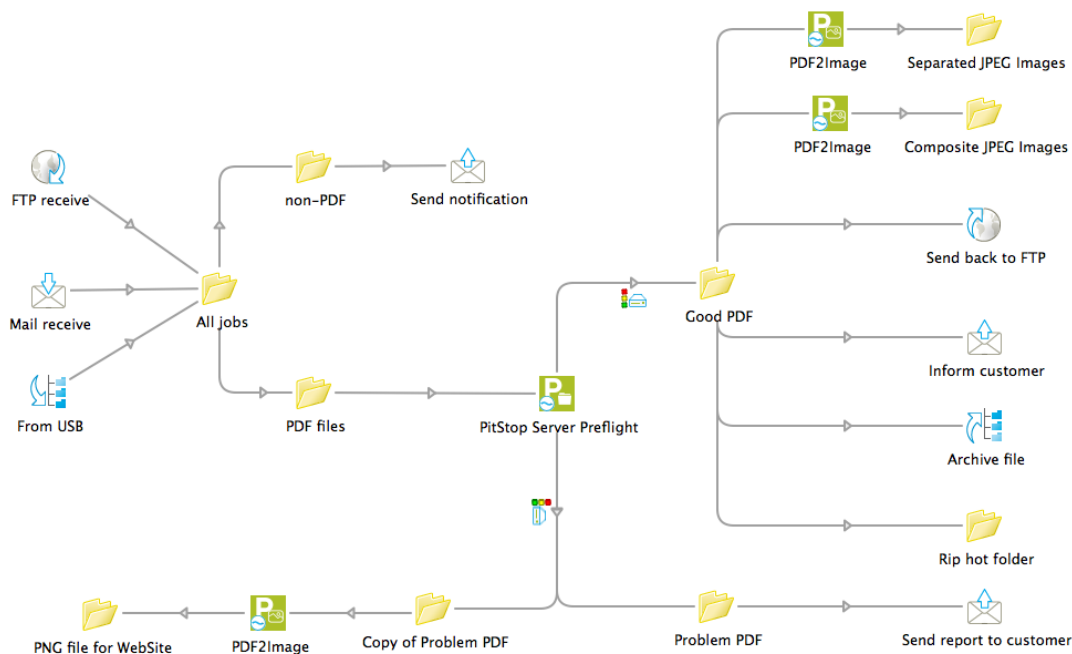 PDF2Image
Separated JPEG Images
PDF2Image
Composite JPEG Images
FTP receive
non-PDF
Send notification
Send back to FTP
Mail receive
All jobs
Good PDF
Inform customer
From USB
PDF files
PitStop Server Preflight
Archive file
Rip hot folder
PNG file for WebSite
PDF2Image
Copy of Problem PDF
Problem PDF
Send report to customer